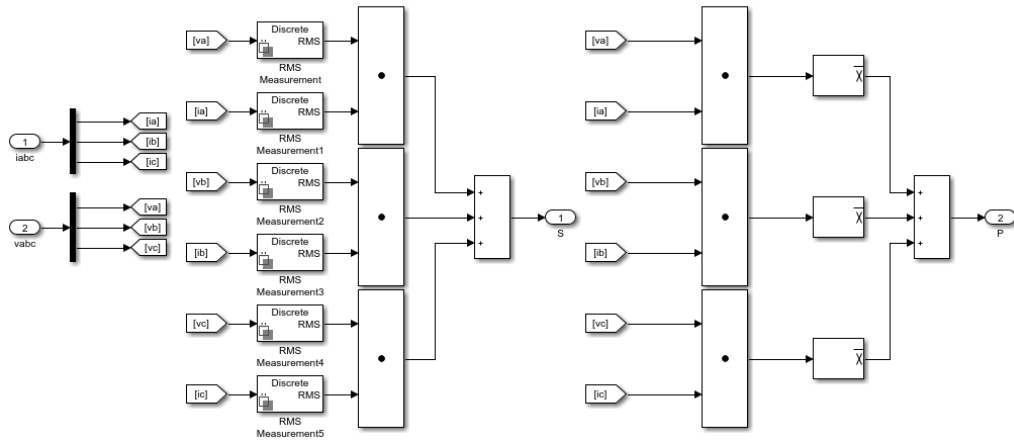 1
iabc
[ia]
[ib]
[ic]
2
vabc
[va]
[vb]
[vc]
[va]
Discrete
RMS
RMS
Measurement
[ia]
Discrete
RMS
RMS
Measurement1
[vb]
Discrete
RMS
RMS
Measurement2
[ib]
Discrete
RMS
RMS
Measurement3
[vc]
Discrete
RMS
RMS
Measurement4
[ic]
Discrete
RMS
RMS
Measurement5
+
+
+
1
S
[va]
[ia]
[vb]
[ib]
[vc]
[ic]
X
X
X
+
+
+
2
P